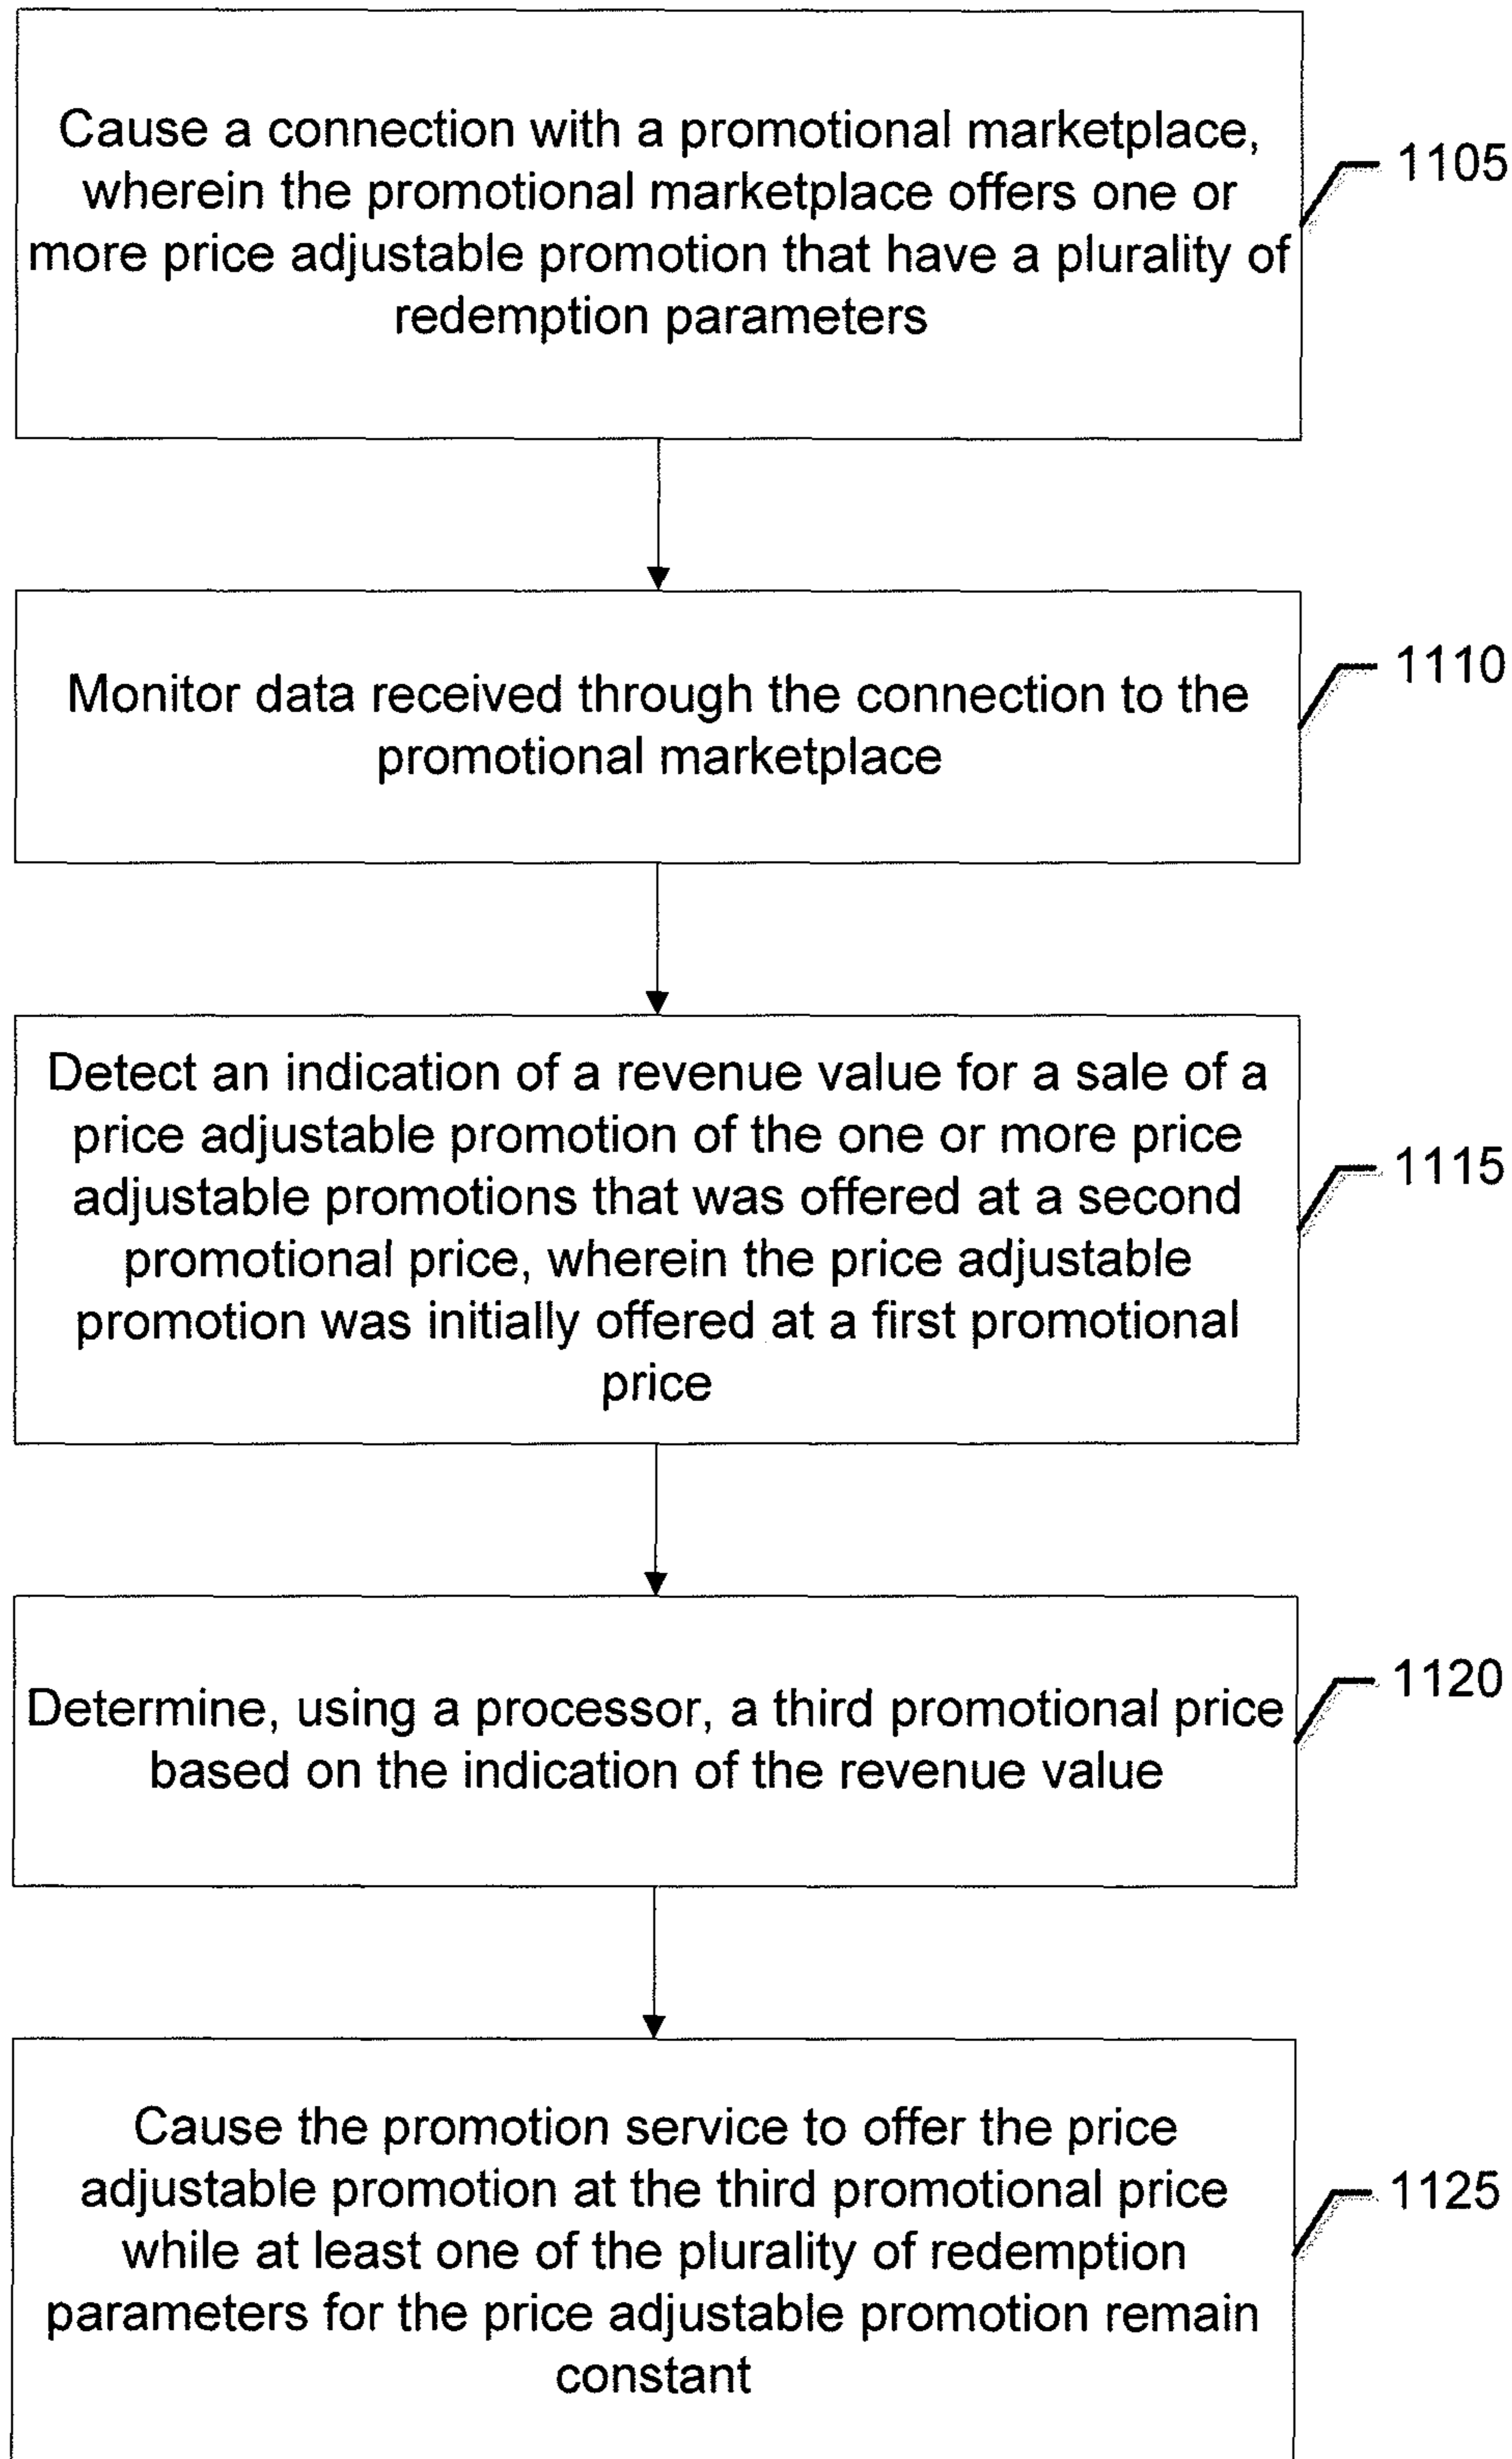 Cause a connection with a promotional marketplace,
wherein the promotional marketplace offers one or
more price adjustable promotion that have a plurality of
redemption parameters
1105
Monitor data received through the connection to the
promotional marketplace
1110
Detect an indication of a revenue value for a sale of a
price adjustable promotion of the one or more price
adjustable promotions that was offered at a second
promotional price, wherein the price adjustable
promotion was initially offered at a first promotional
price
1115
Determine, using a processor, a third promotional price
based on the indication of the revenue value
1120
Cause the promotion service to offer the price
adjustable promotion at the third promotional price
while at least one of the plurality of redemption
parameters for the price adjustable promotion remain
constant
1125